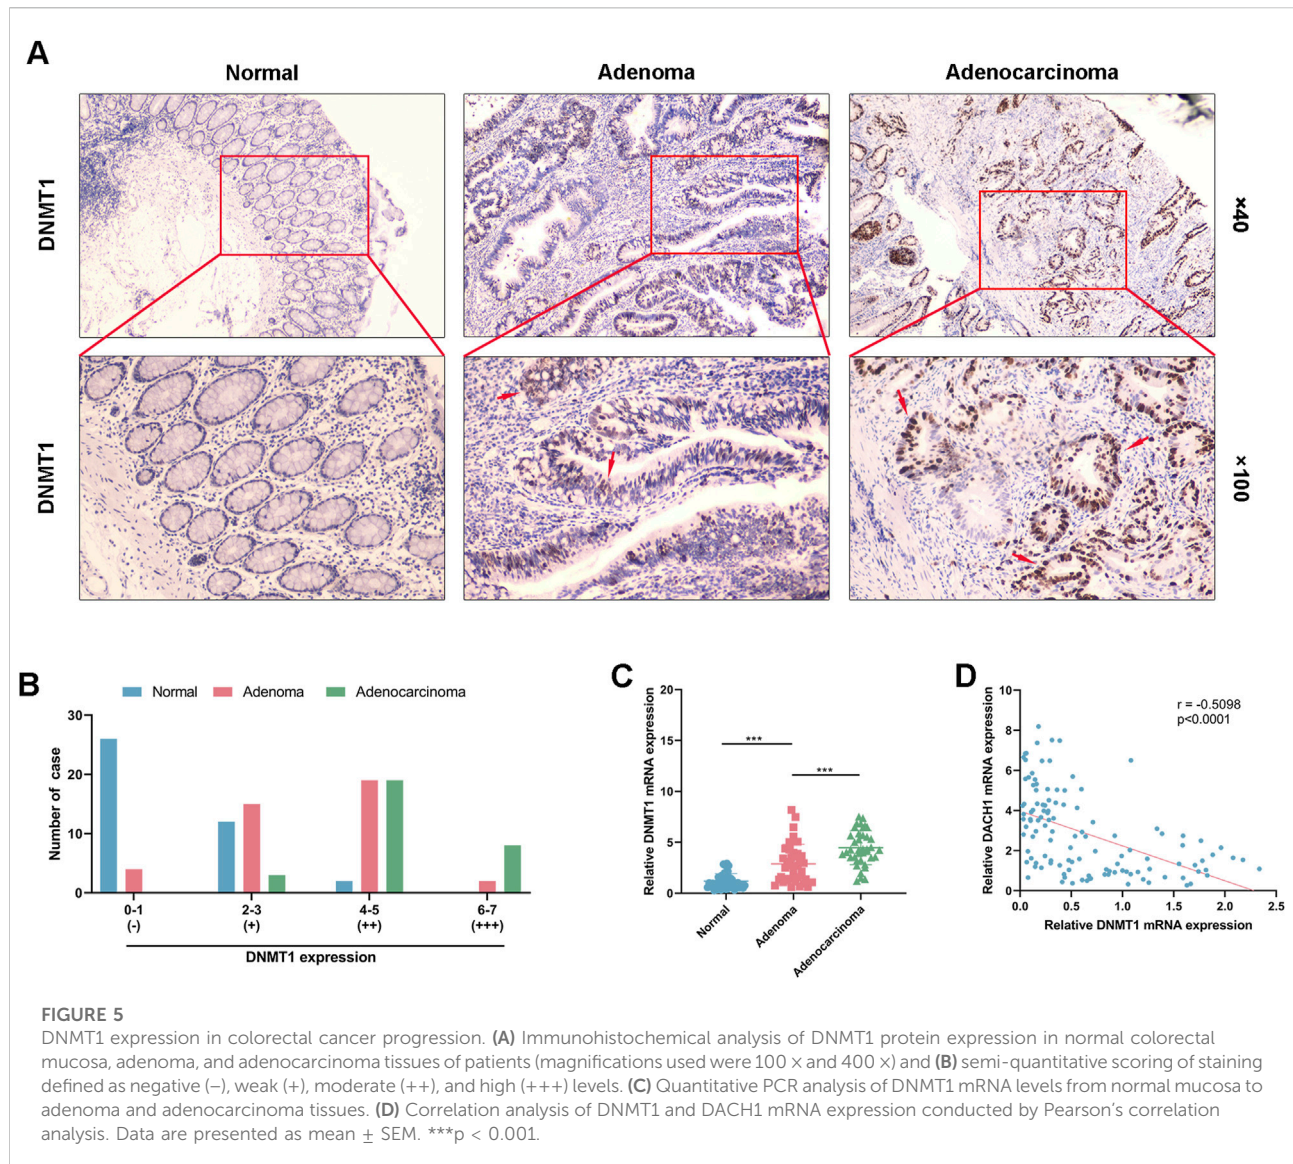 A
Normal
Adenoma
Adenocarcinoma
DNMT1
×40
DNMT1
×100
B
Normal
Adenoma
Adenocarcinoma
Number of case
30
20
10
0
0-1
(-)
2-3
(+)
4-5
(++)
6-7
(+++)
DNMT1 expression
C
Relative DNMT1 mRNA expression
20
15
10
5
0
***
***
Normal
Adenoma
Adenocarcinoma
D
Relative DACH1 mRNA expression
10
8
6
4
2
0
r = -0.5098
p<0.0001
0.0
0.5
1.0
1.5
2.0
2.5
Relative DNMT1 mRNA expression
FIGURE 5
DNMT1 expression in colorectal cancer progression. (A) Immunohistochemical analysis of DNMT1 protein expression in normal colorectal
mucosa, adenoma, and adenocarcinoma tissues of patients (magnifications used were 100 × and 400 ×) and (B) semi-quantitative scoring of staining
defined as negative (–), weak (+), moderate (++), and high (+++) levels. (C) Quantitative PCR analysis of DNMT1 mRNA levels from normal mucosa to
adenoma and adenocarcinoma tissues. (D) Correlation analysis of DNMT1 and DACH1 mRNA expression conducted by Pearson's correlation
analysis. Data are presented as mean ± SEM. ***p < 0.001.